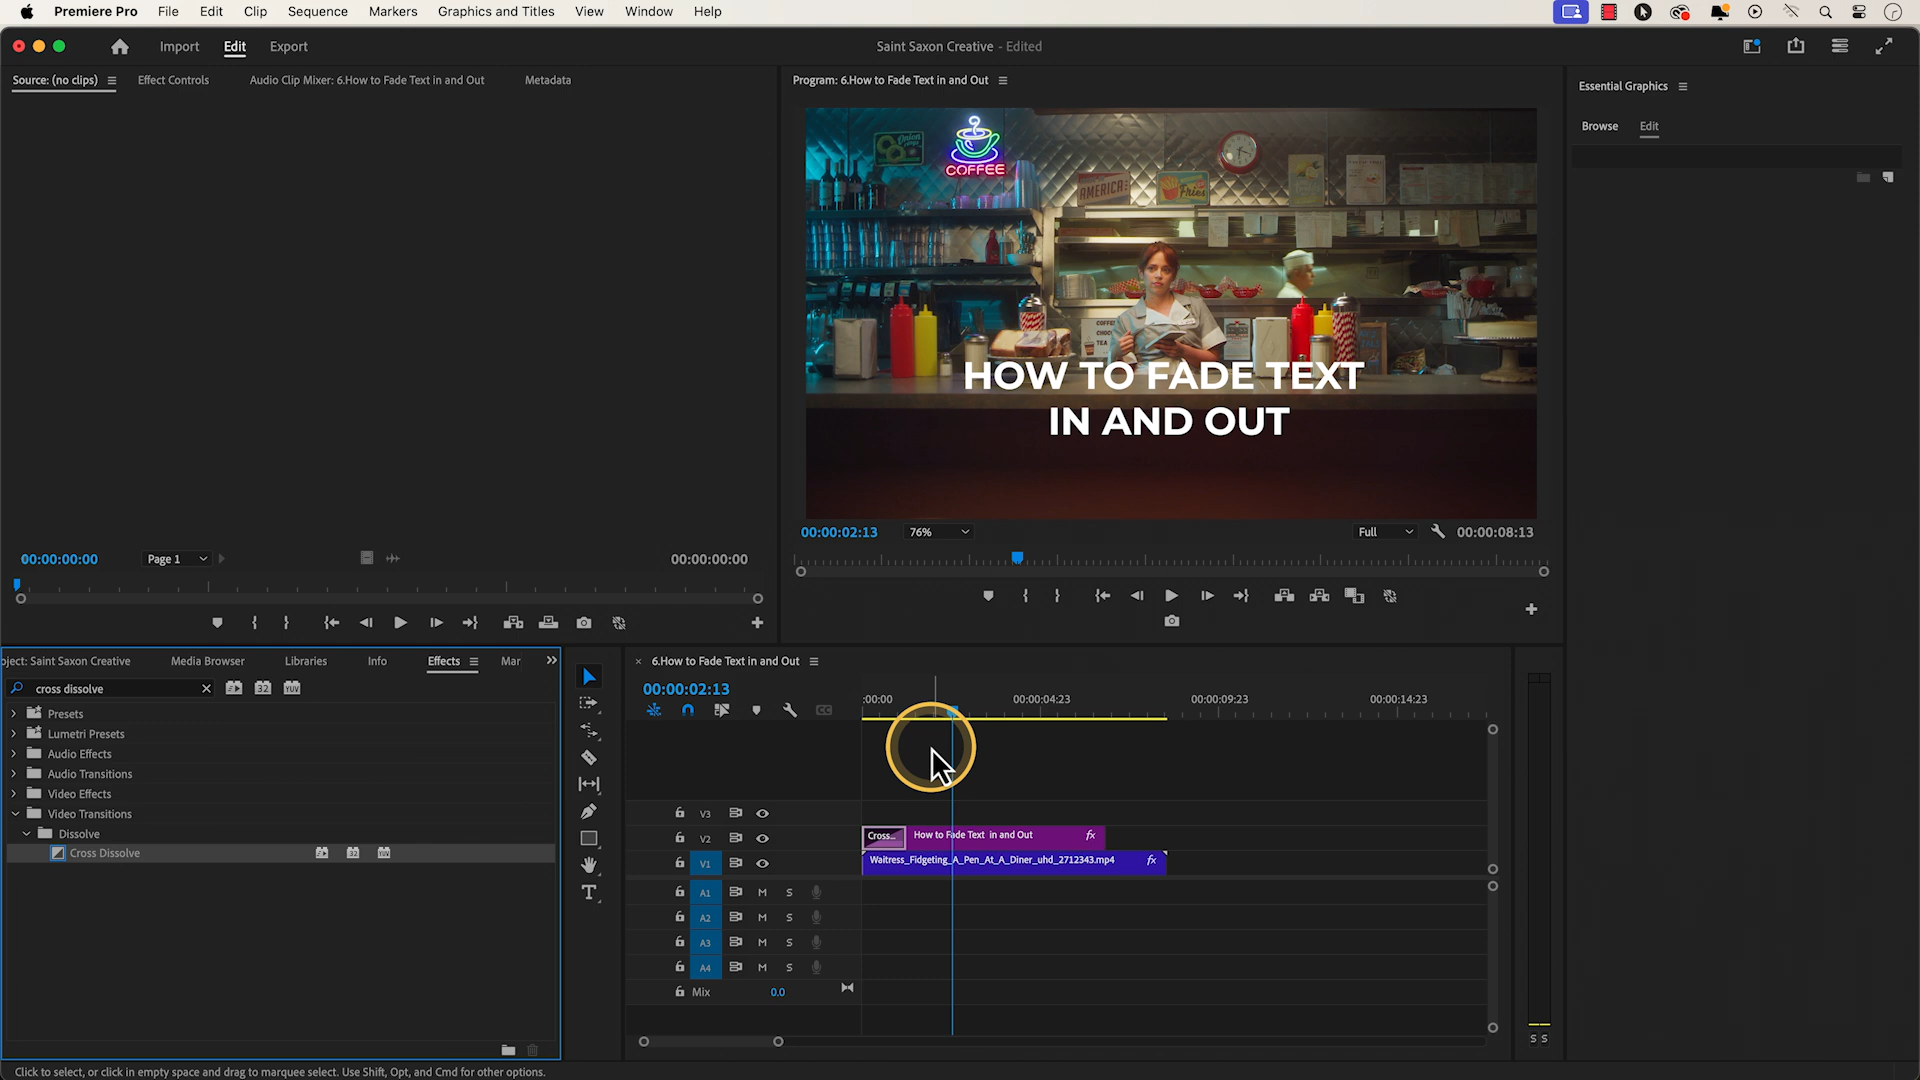 Premiere Pro File Edit Clip Sequence Markers Graphics and Titles View Window Help
Import Edit Export
Saint Saxon Creative - Edited
Source: (no clips) Effect Controls Audio Clip Mixer: 6.How to Fade Text in and Out Metadata
Program: 6.How to Fade Text in and Out
Essential Graphics
Browse Edit
COFFEE
AMERICA
Fries
Onion
COFFEE
TEA
HOW TO FADE TEXT
IN AND OUT
00:00:02:13 76% Full 00:00:08:13
00:00:00:00 Page 1 00:00:00:00
oject: Saint Saxon Creative Media Browser Libraries Info Effects Mar
cross dissolve 32 YUV
Presets
Lumetri Presets
Audio Effects
Audio Transitions
Video Effects
Video Transitions
Dissolve
Cross Dissolve
6.How to Fade Text in and Out
00:00:02:13
:00:00 00:00:04:23 00:00:09:23 00:00:14:23
V3
V2 Cross... How to Fade Text in and Out fx
V1 Waitress_Fidgeting_A_Pen_At_A_Diner_uhd_2712343.mp4 fx
A1 M S
A2 M S
A3 M S
A4 M S
Mix 0.0
S S
Click to select, or click in empty space and drag to marquee select. Use Shift, Opt, and Cmd for other options.